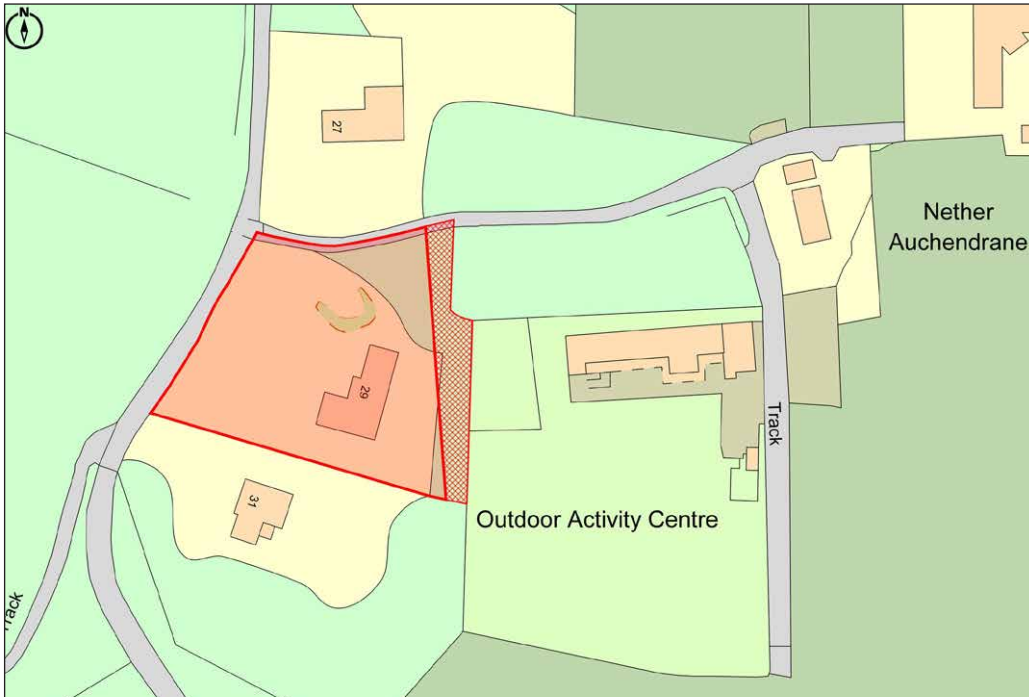 N
27
Nether
Auchendrane
29
Track
31
Outdoor Activity Centre
Track